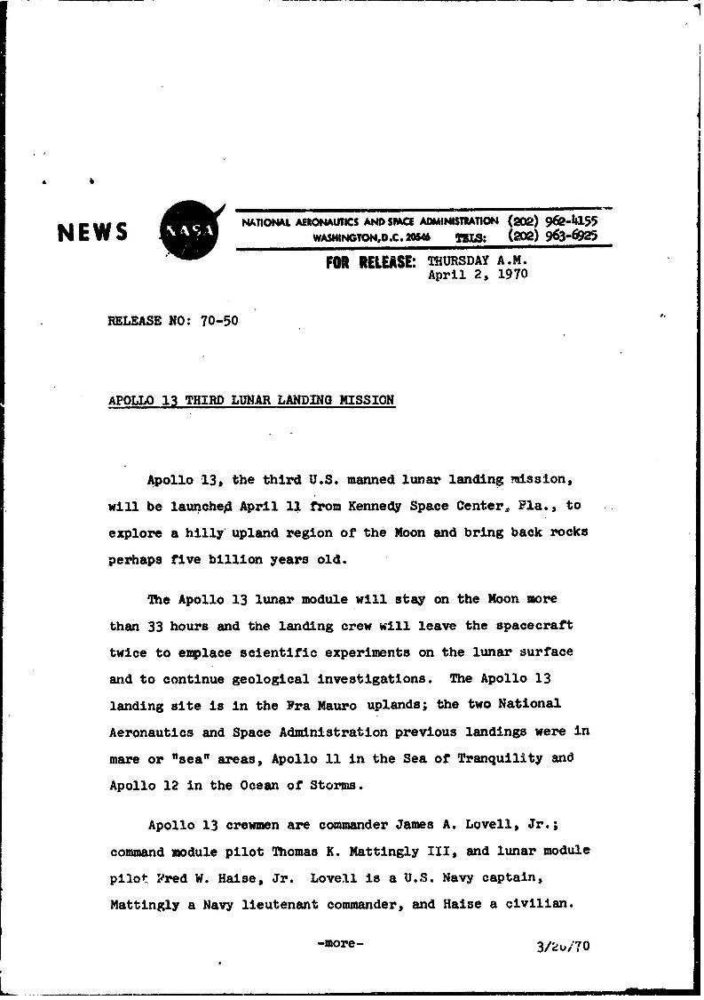 NEWS
NASA
NATIONAL AERONAUTICS AND SPACE ADMINISTRATION (202) 962-4155
WASHINGTON, D.C. 20546 TELS: (202) 963-6925
FOR RELEASE: THURSDAY A.M.
April 2, 1970
RELEASE NO: 70-50
APOLLO 13 THIRD LUNAR LANDING MISSION
Apollo 13, the third U.S. manned lunar landing mission,
will be launched April 11 from Kennedy Space Center, Fla., to
explore a hilly upland region of the Moon and bring back rocks
perhaps five billion years old.
The Apollo 13 lunar module will stay on the Moon more
than 33 hours and the landing crew will leave the spacecraft
twice to emplace scientific experiments on the lunar surface
and to continue geological investigations. The Apollo 13
landing site is in the Fra Mauro uplands; the two National
Aeronautics and Space Administration previous landings were in
mare or "sea" areas, Apollo 11 in the Sea of Tranquility and
Apollo 12 in the Ocean of Storms.
Apollo 13 crewmen are commander James A. Lovell, Jr.;
command module pilot Thomas K. Mattingly III, and lunar module
pilot Fred W. Haise, Jr. Lovell is a U.S. Navy captain,
Mattingly a Navy lieutenant commander, and Haise a civilian.
-more-